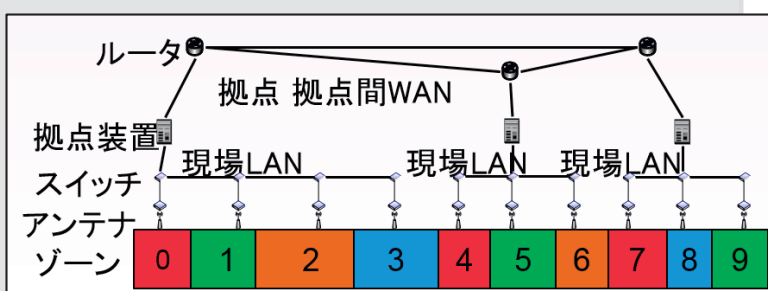 ルータ
拠点 拠点間WAN
拠点装置
現場LAN 現場LAN 現場LAN
スイッチ
アンテナ
ゾーン 0 1 2 3 4 5 6 7 8 9